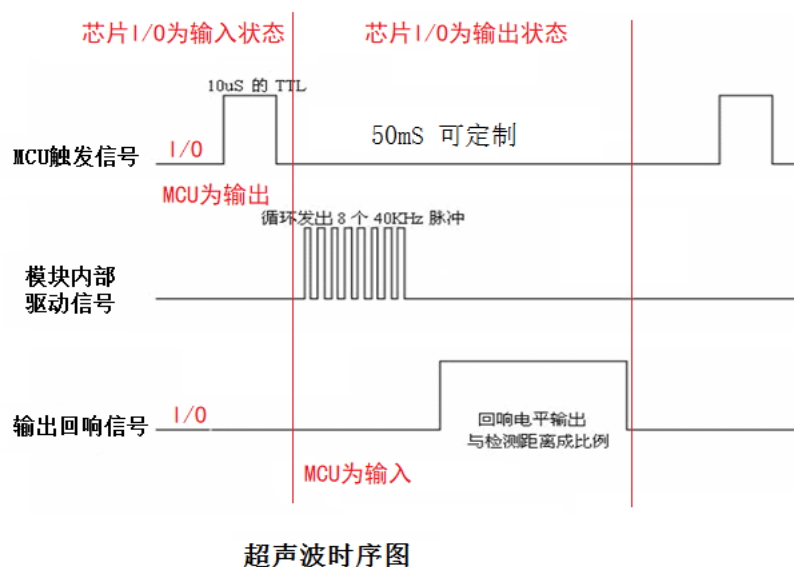 芯片I/O为输入状态
芯片I/O为输出状态
10uS 的 TTL
MCU触发信号
I/O
50mS 可定制
MCU为输出
循环发出 8 个 40KHz 脉冲
模块内部
驱动信号
输出回响信号
I/O
回响电平输出
与检测距离成比例
MCU为输入
超声波时序图